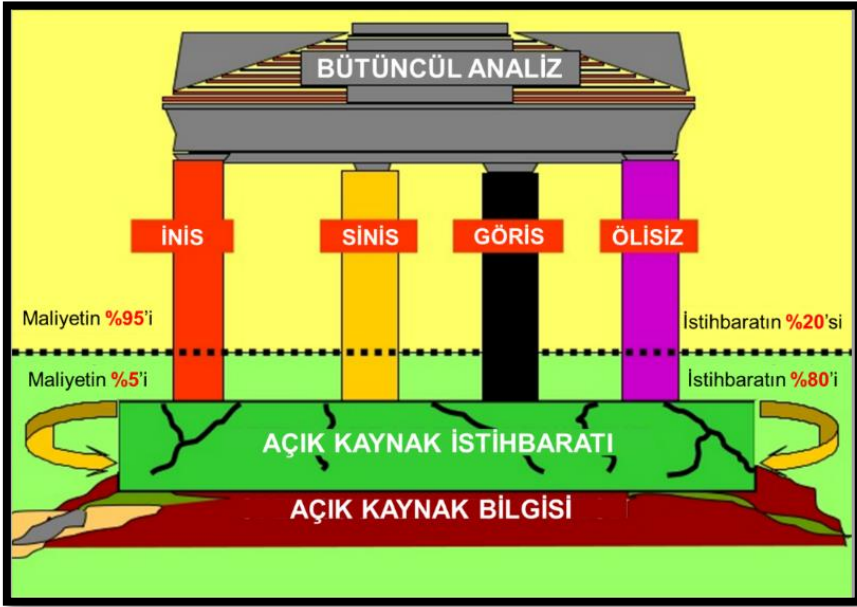 BÜTÜNCÜL ANALİZ
İNİS
SİNİS
GÖRİS
ÖLİSİZ
Maliyetin %95'i
İstihbaratın %20'si
Maliyetin %5'i
İstihbaratın %80'i
AÇIK KAYNAK İSTİHBARATI
AÇIK KAYNAK BİLGİSİ